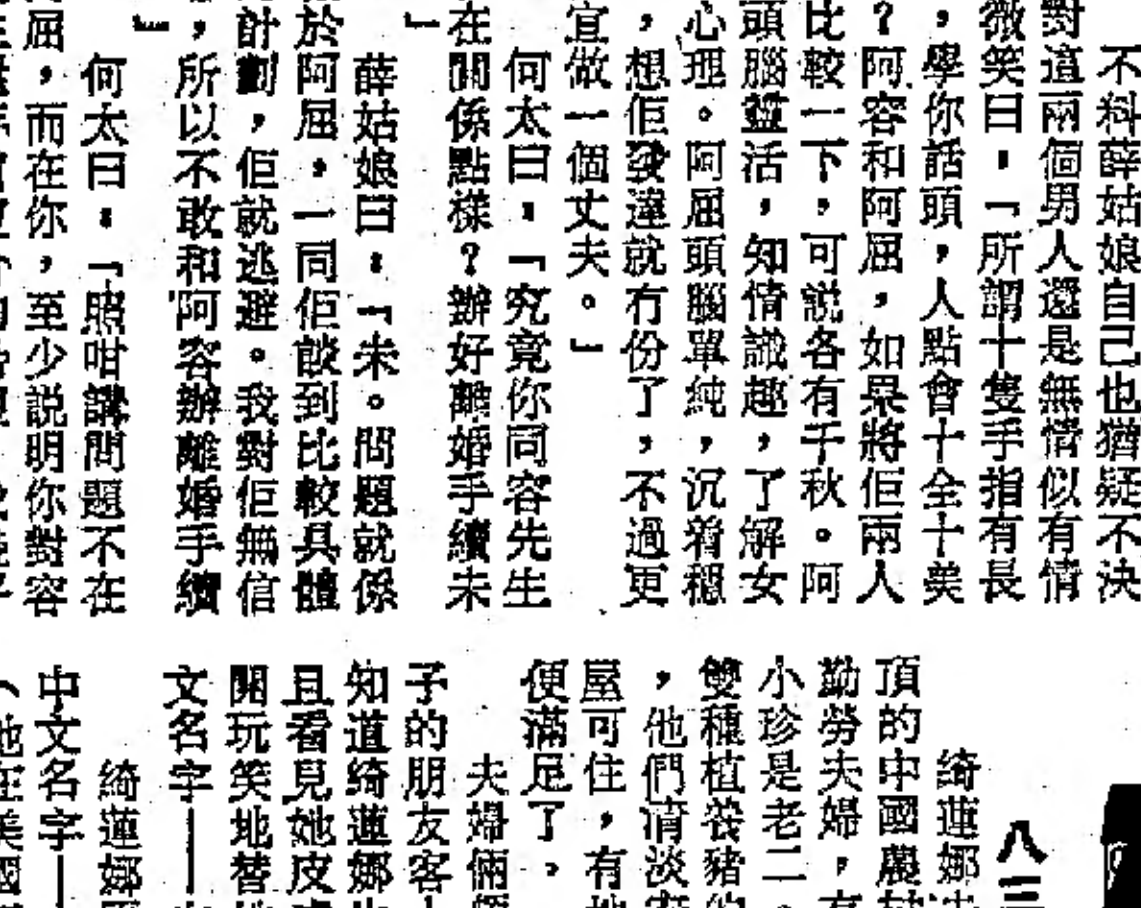 不料薛姑娘自己也猶疑不決
對這兩個男人還是無情似有情
微笑曰：「所謂十隻手指有長
，學你話頭，人點會十全十美
？阿容和阿屈，如果將佢兩人
比較一下，可説各有千秋。阿
頭腦靈活，知情識趣，了解女
心理。阿屈頭腦單純，沉着穩
，想佢發達就冇份了，不過更
宜做一個丈夫。」
何太曰：「究竟你同容先生
在關係點樣？辦好離婚手續未
」
薛姑娘曰：「未。問題就係
於阿屈，一同佢談到比較具體
計劃，佢就逃避。我對佢無信
，所以不敢和阿容辦離婚手續
」
何太曰：「照咁講問題不在
屈，而在你，至少説明你對容
八三
綺蓮娜
頂的中國農
勤勞夫婦，有
小珍是老二。
雙種植養豬
，他們清淡
屋可住，有
便滿足了，
夫婦倆
子的朋友客
知道綺蓮娜
且看見她皮
開玩笑地替
文名字——
綺蓮娜
中文名字—